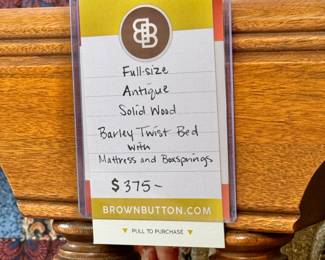 BB
Full-size
Antique
Solid Wood
Barley Twist Bed
with
Mattress and Boxsprings
$375-
BROWNBUTTON.COM
▼ PULL TO PURCHASE ▼